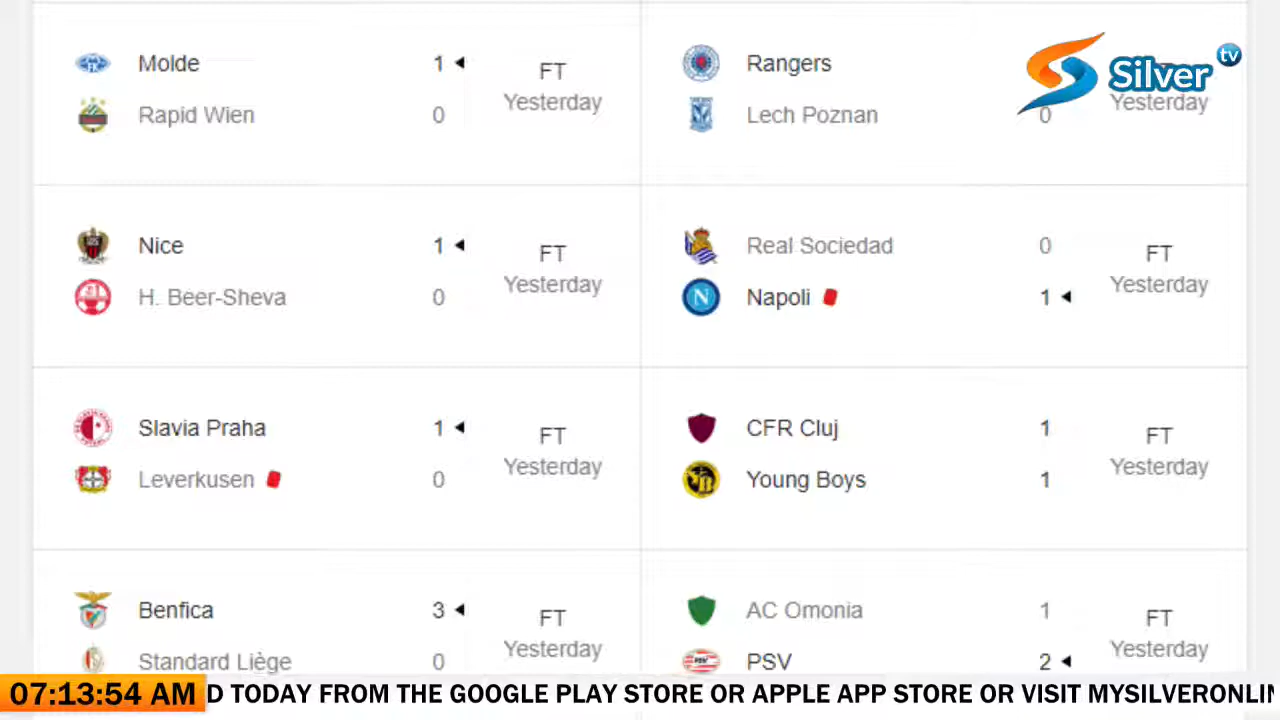 Molde 1
FT
Yesterday
Rapid Wien 0
Rangers
Lech Poznan 0
Yesterday
Silver tv
Nice 1
FT
Yesterday
H. Beer-Sheva 0
Real Sociedad 0
FT
Yesterday
Napoli 1
Slavia Praha 1
FT
Yesterday
Leverkusen 0
CFR Cluj 1
FT
Yesterday
Young Boys 1
Benfica 3
FT
Yesterday
Standard Liège 0
AC Omonia 1
FT
Yesterday
PSV 2
07:13:54 AM D TODAY FROM THE GOOGLE PLAY STORE OR APPLE APP STORE OR VISIT MYSILVERONLIN